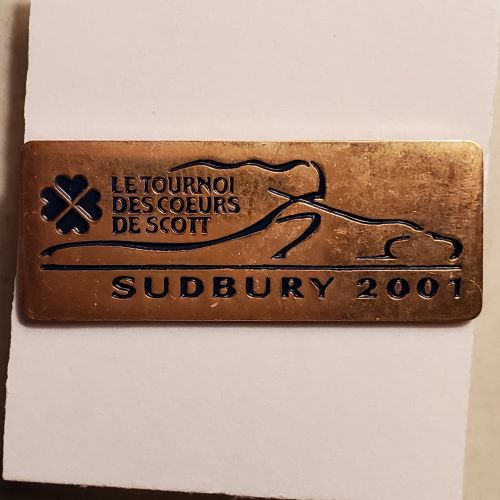 LE TOURNOI
DES COEURS
DE SCOTT
SUDBURY 2001